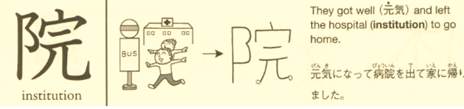 院
institution
BUS
They got well (元気) and left
the hospital (institution) to go
home.
元気になって病院を出て家に帰り
ました。